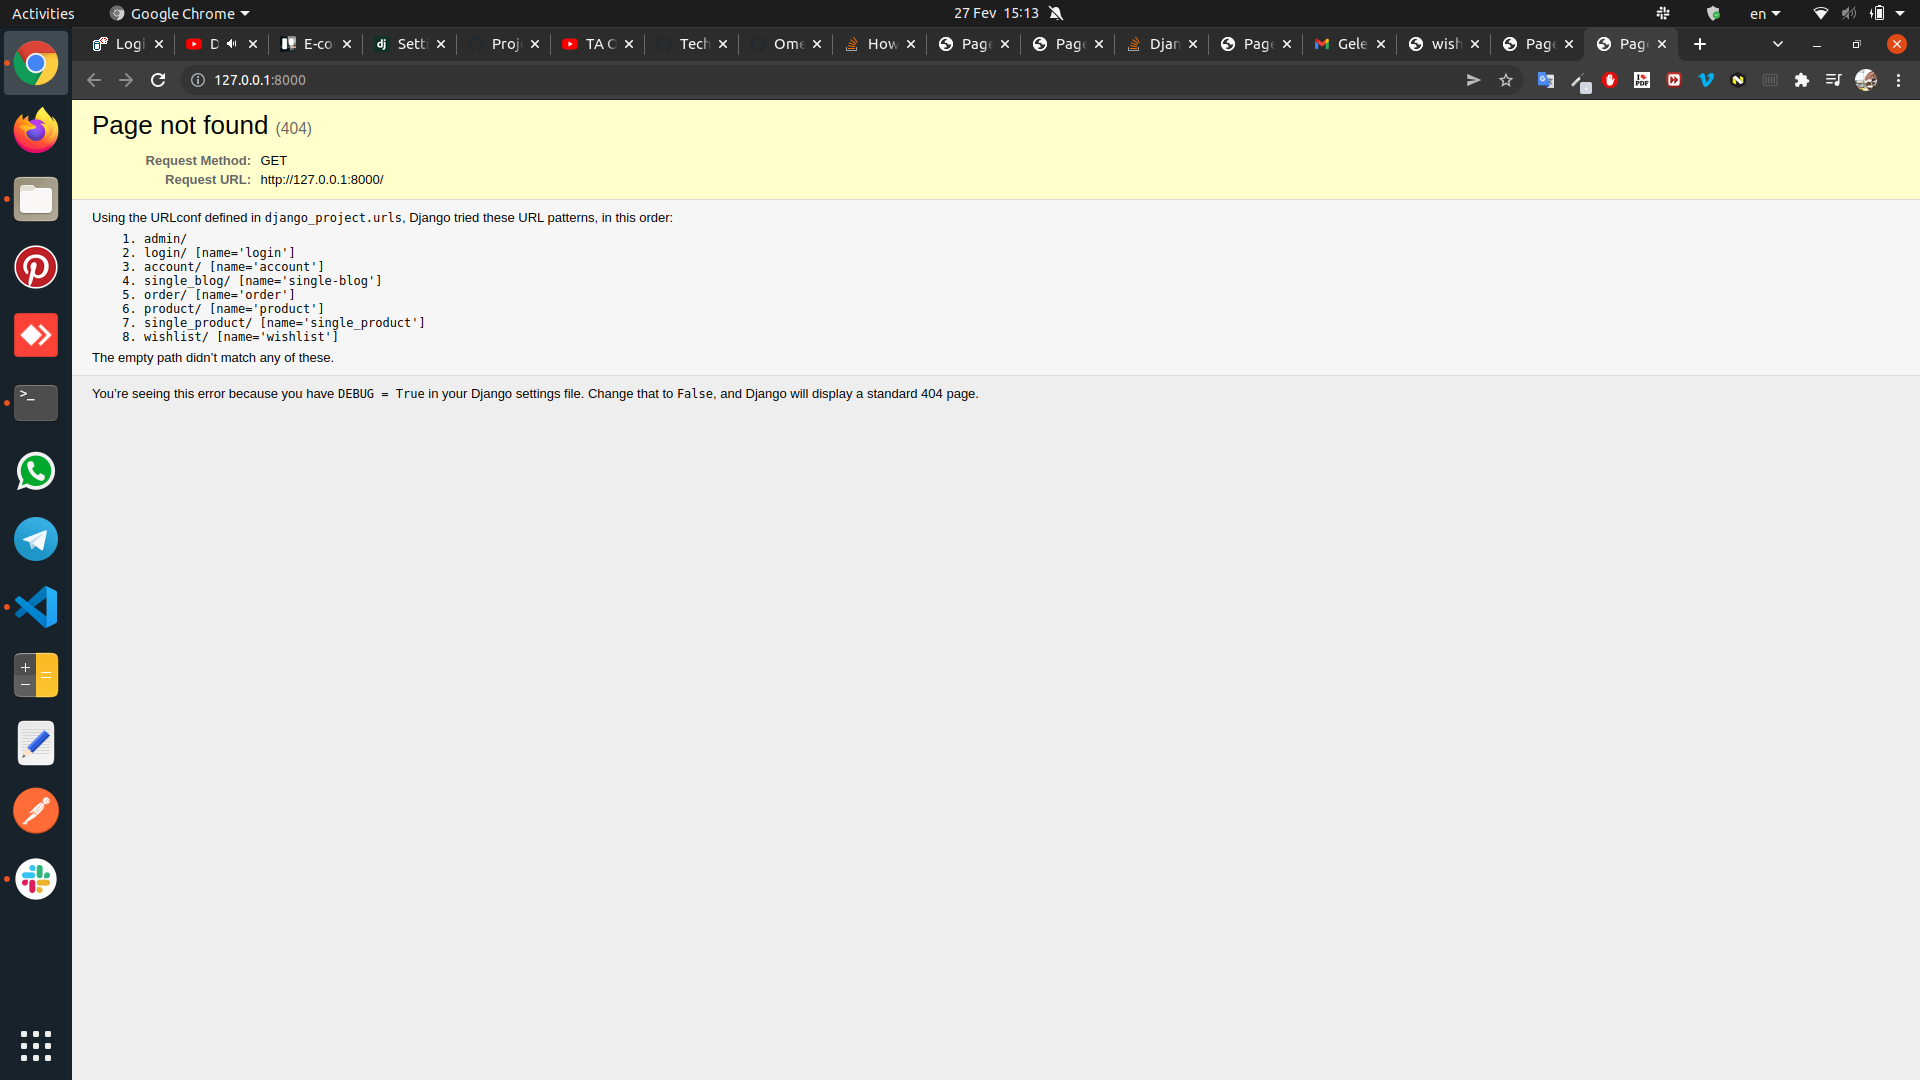 Activities Google Chrome 27 Fev 15:13 en
Logi D E-co Setti Proj TA C Tech Ome How Page Page Djan Page Gele wish Page Page
127.0.0.1:8000
Page not found (404)
Request Method: GET
Request URL: http://127.0.0.1:8000/
Using the URLconf defined in django_project.urls, Django tried these URL patterns, in this order:
1. admin/
2. login/ [name='login']
3. account/ [name='account']
4. single_blog/ [name='single-blog']
5. order/ [name='order']
6. product/ [name='product']
7. single_product/ [name='single_product']
8. wishlist/ [name='wishlist']
The empty path didn’t match any of these.
You’re seeing this error because you have DEBUG = True in your Django settings file. Change that to False, and Django will display a standard 404 page.